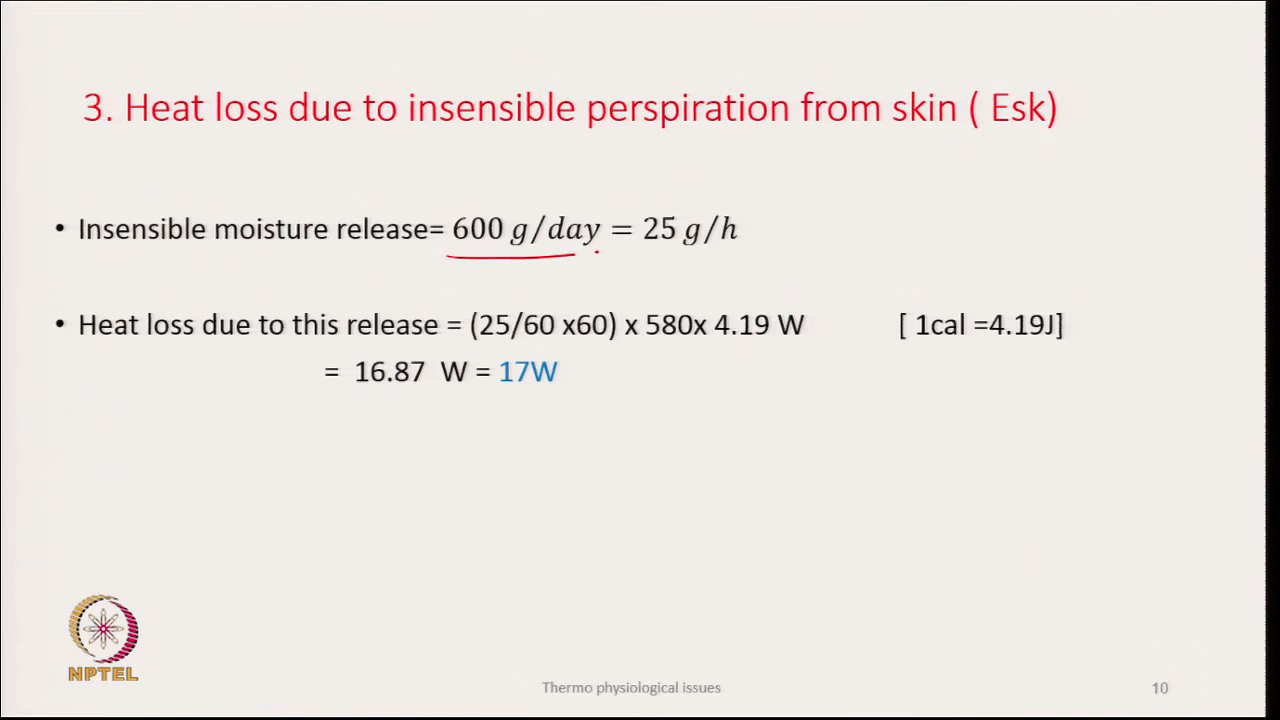 3. Heat loss due to insensible perspiration from skin ( Esk)
• Insensible moisture release= 600 g/day = 25 g/h
• Heat loss due to this release = (25/60 x60) x 580x 4.19 W [ 1cal =4.19J]
= 16.87 W = 17W
NPTEL
Thermo physiological issues
10